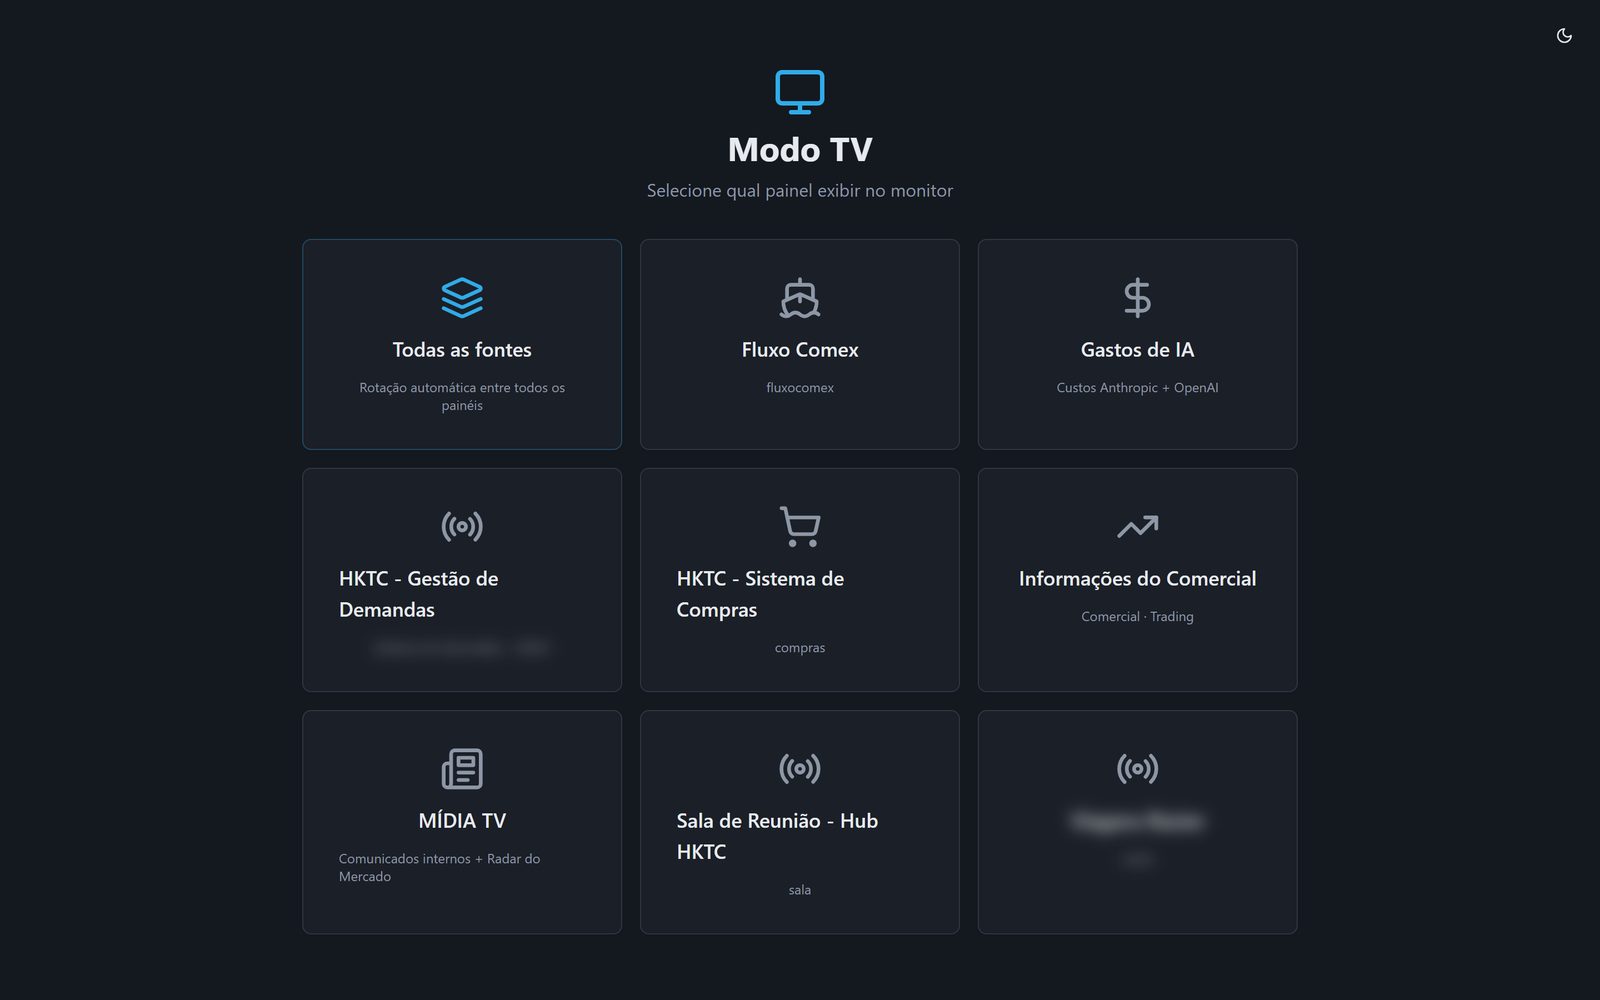 Modo TV
Selecione qual painel exibir no monitor
Todas as fontes
Rotação automática entre todos os
painéis
Fluxo Comex
fluxocomex
Gastos de IA
Custos Anthropic + OpenAI
HKTC - Gestão de
Demandas
HKTC - Sistema de
Compras
compras
Informações do Comercial
Comercial · Trading
MÍDIA TV
Comunicados internos + Radar do
Mercado
Sala de Reunião - Hub
HKTC
sala